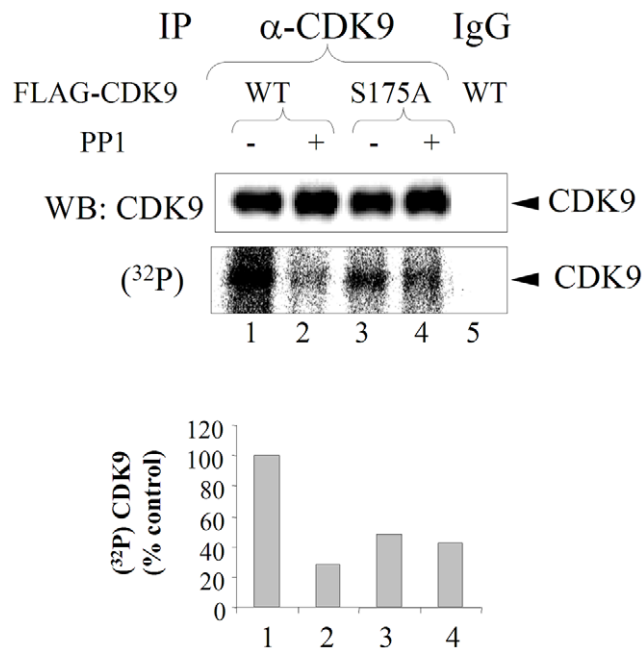 IP α-CDK9 IgG
FLAG-CDK9 WT S175A WT
PP1 - + - +
WB: CDK9 CDK9
(³²P) CDK9
1 2 3 4 5
(³²P) CDK9
(% control)
120
100
80
60
40
20
0
1 2 3 4